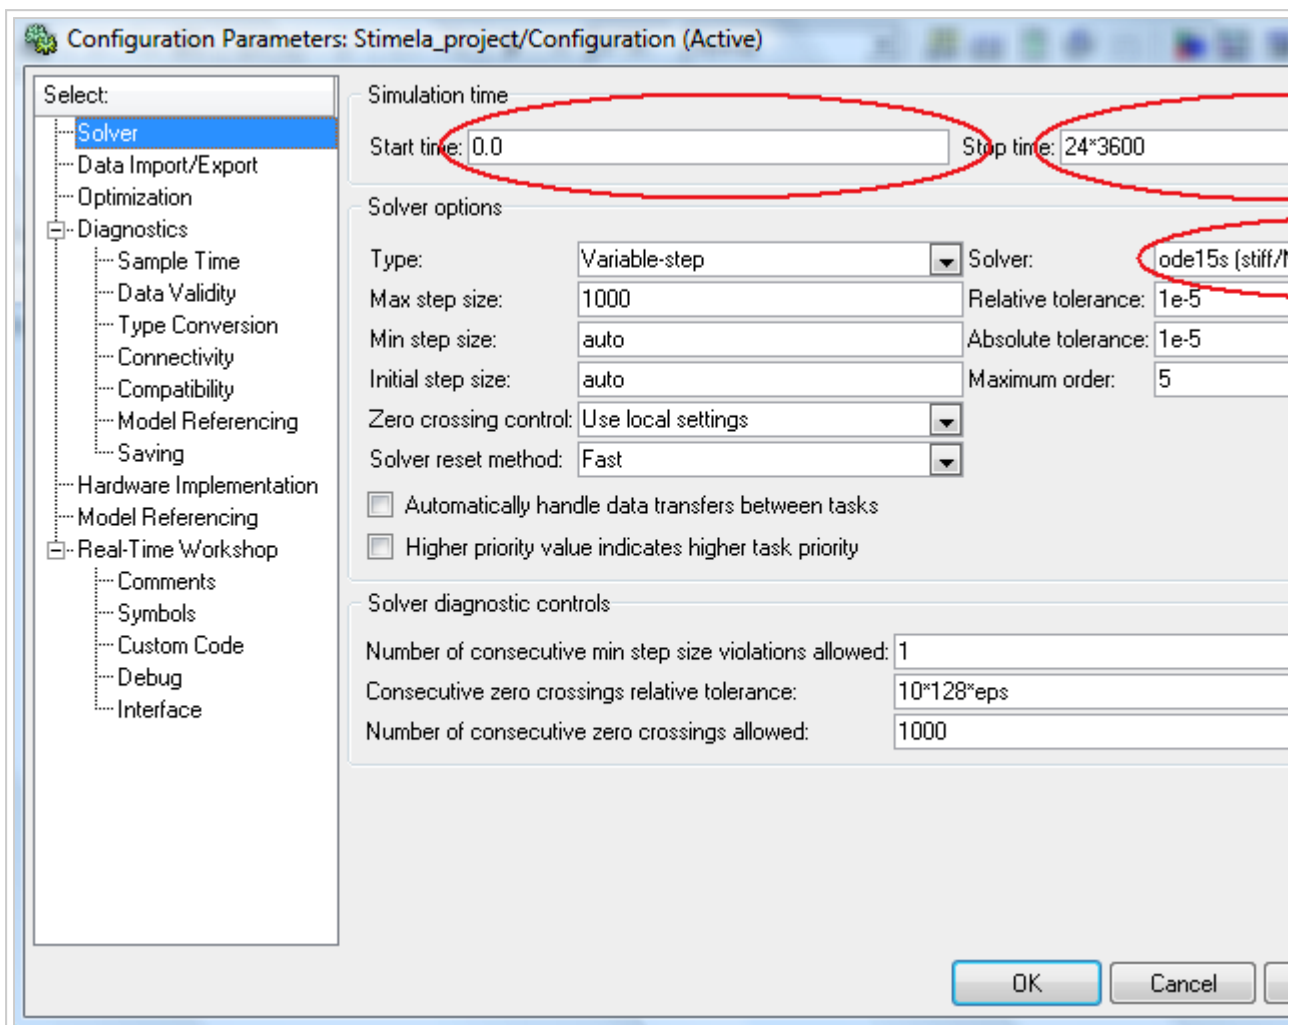 Configuration Parameters: Stimela_project/Configuration (Active)
Select:
Solver
Data Import/Export
Optimization
Diagnostics
Sample Time
Data Validity
Type Conversion
Connectivity
Compatibility
Model Referencing
Saving
Hardware Implementation
Model Referencing
Real-Time Workshop
Comments
Symbols
Custom Code
Debug
Interface
Simulation time
Start time: 0.0 Stop time: 24*3600
Solver options
Type: Variable-step Solver: ode15s (stiff/
Max step size: 1000 Relative tolerance: 1e-5
Min step size: auto Absolute tolerance: 1e-5
Initial step size: auto Maximum order: 5
Zero crossing control: Use local settings
Solver reset method: Fast
Automatically handle data transfers between tasks
Higher priority value indicates higher task priority
Solver diagnostic controls
Number of consecutive min step size violations allowed: 1
Consecutive zero crossings relative tolerance: 10*128*eps
Number of consecutive zero crossings allowed: 1000
OK Cancel